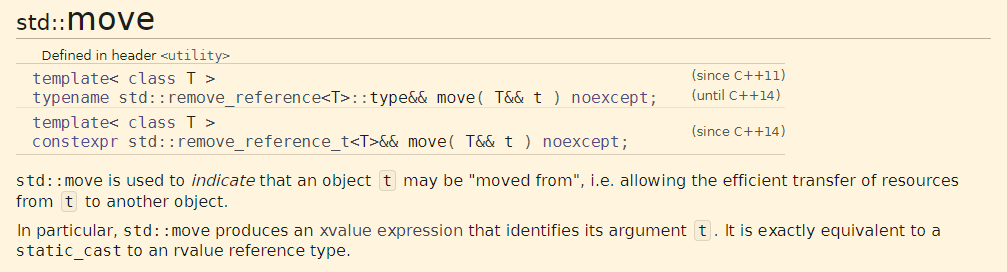 std::move
Defined in header <utility>
template< class T >
typename std::remove_reference<T>::type&& move( T&& t ) noexcept;
(since C++11)
(until C++14)
template< class T >
constexpr std::remove_reference_t<T>&& move( T&& t ) noexcept;
(since C++14)
std::move is used to indicate that an object t may be "moved from", i.e. allowing the efficient transfer of resources
from t to another object.
In particular, std::move produces an xvalue expression that identifies its argument t. It is exactly equivalent to a
static_cast to an rvalue reference type.